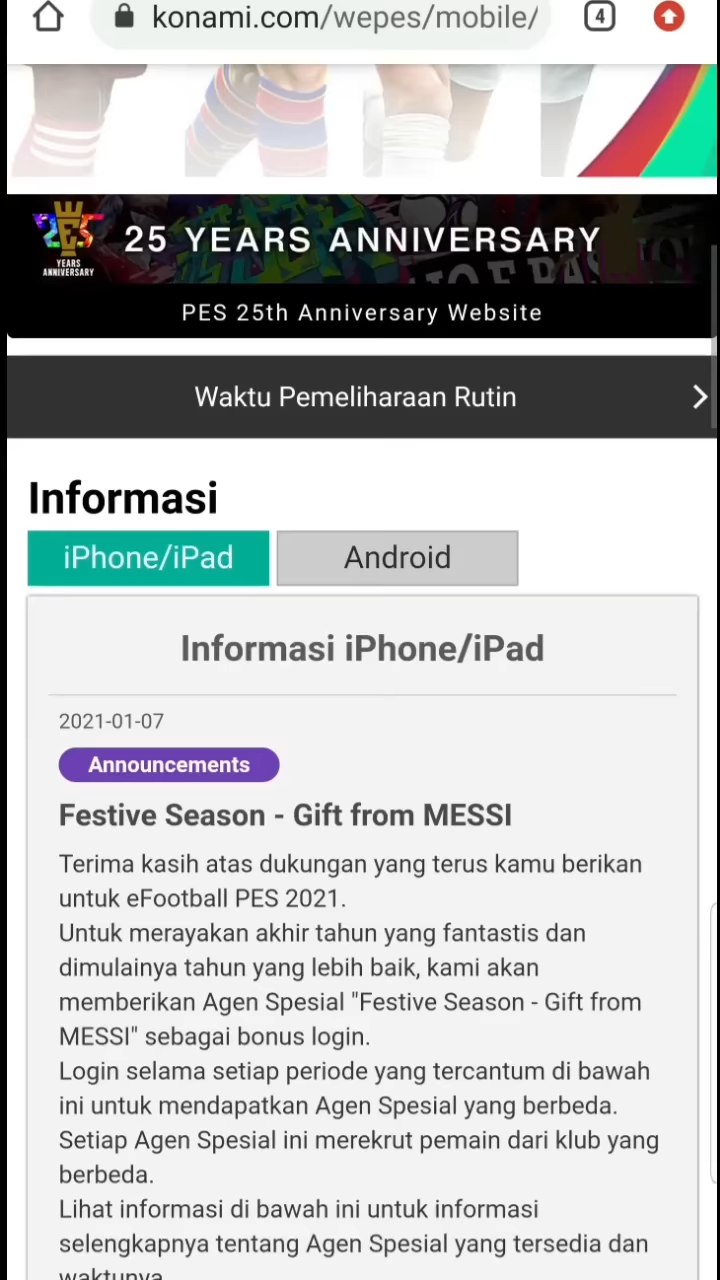 konami.com/wepes/mobile/
4
25
YEARS
ANNIVERSARY
25 YEARS ANNIVERSARY
PES 25th Anniversary Website
Waktu Pemeliharaan Rutin
Informasi
iPhone/iPad
Android
Informasi iPhone/iPad
2021-01-07
Announcements
Festive Season - Gift from MESSI
Terima kasih atas dukungan yang terus kamu berikan
untuk eFootball PES 2021.
Untuk merayakan akhir tahun yang fantastis dan
dimulainya tahun yang lebih baik, kami akan
memberikan Agen Spesial "Festive Season - Gift from
MESSI" sebagai bonus login.
Login selama setiap periode yang tercantum di bawah
ini untuk mendapatkan Agen Spesial yang berbeda.
Setiap Agen Spesial ini merekrut pemain dari klub yang
berbeda.
Lihat informasi di bawah ini untuk informasi
selengkapnya tentang Agen Spesial yang tersedia dan
waktunya